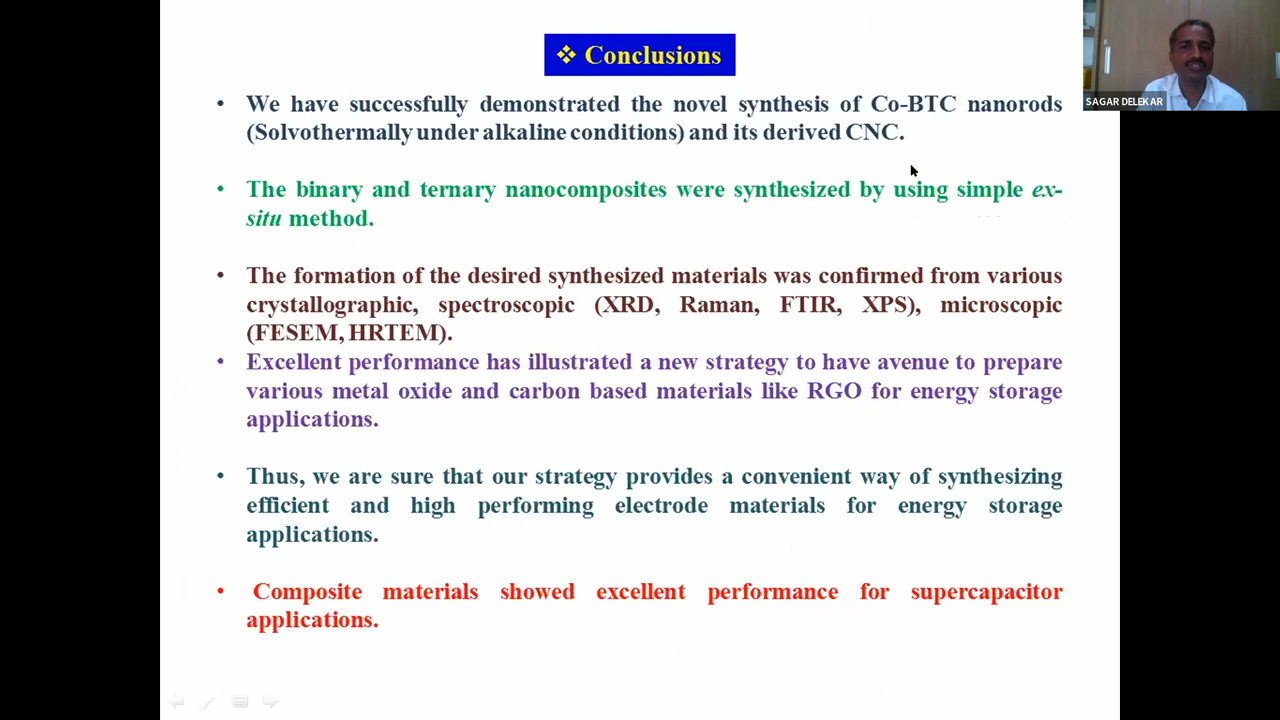 ❖ Conclusions
SAGAR DELEKAR
• We have successfully demonstrated the novel synthesis of Co-BTC nanorods
(Solvothermally under alkaline conditions) and its derived CNC.
• The binary and ternary nanocomposites were synthesized by using simple ex-
situ method.
• The formation of the desired synthesized materials was confirmed from various
crystallographic, spectroscopic (XRD, Raman, FTIR, XPS), microscopic
(FESEM, HRTEM).
• Excellent performance has illustrated a new strategy to have avenue to prepare
various metal oxide and carbon based materials like RGO for energy storage
applications.
• Thus, we are sure that our strategy provides a convenient way of synthesizing
efficient and high performing electrode materials for energy storage
applications.
• Composite materials showed excellent performance for supercapacitor
applications.